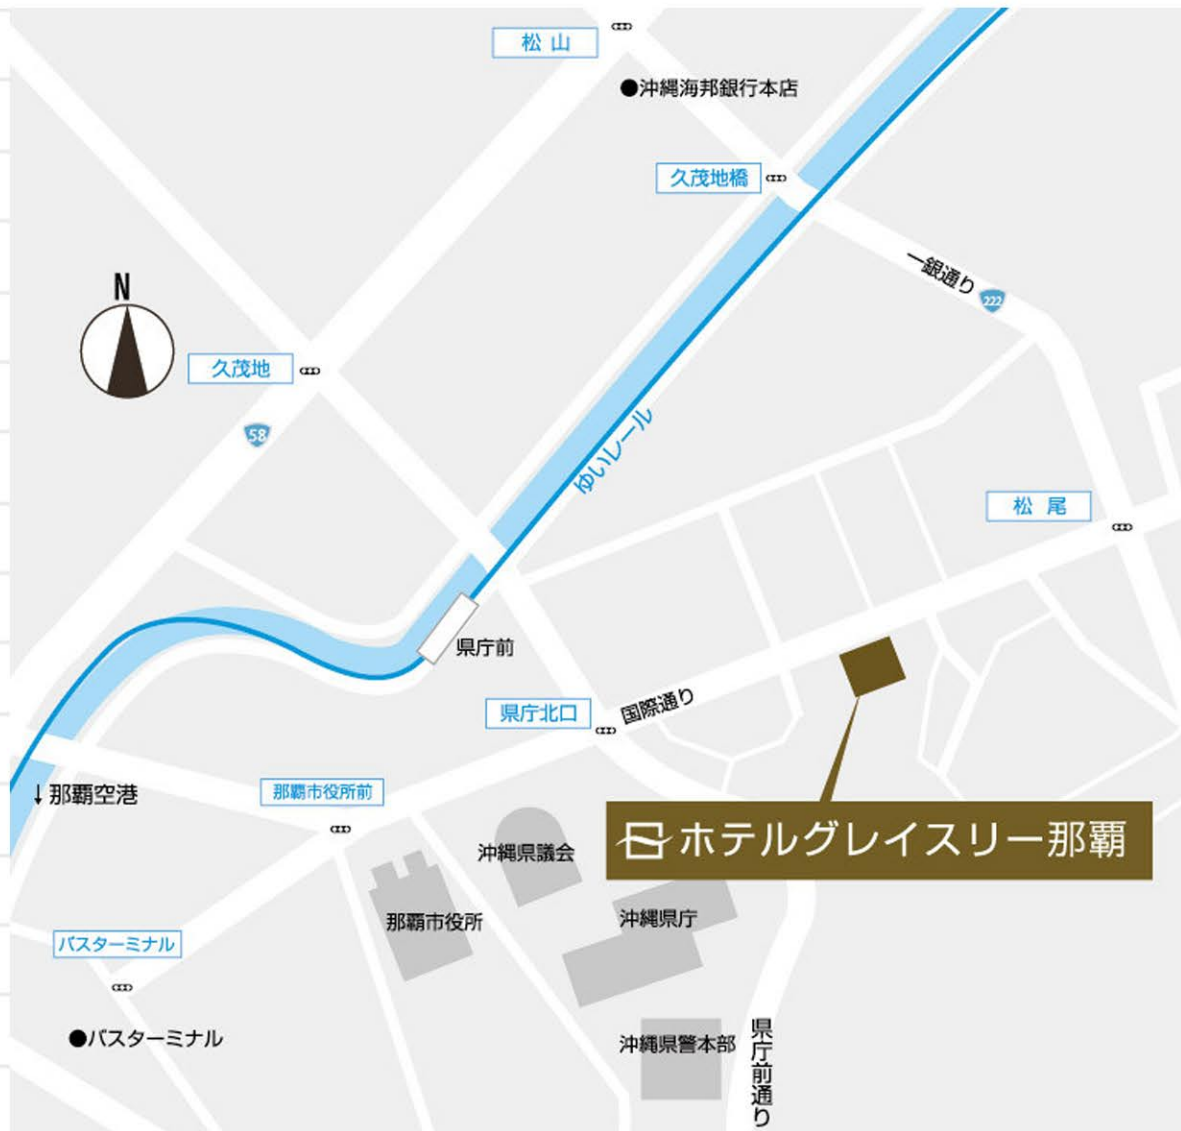 松山
●沖縄海邦銀行本店
久茂地橋
一銀通り
222
N
久茂地
58
ゆいレール
松尾
県庁前
県庁北口
国際通り
↓那覇空港
那覇市役所前
沖縄県議会
ホテルグレイスリー那覇
那覇市役所
沖縄県庁
バスターミナル
●バスターミナル
沖縄県警本部
県庁前通り